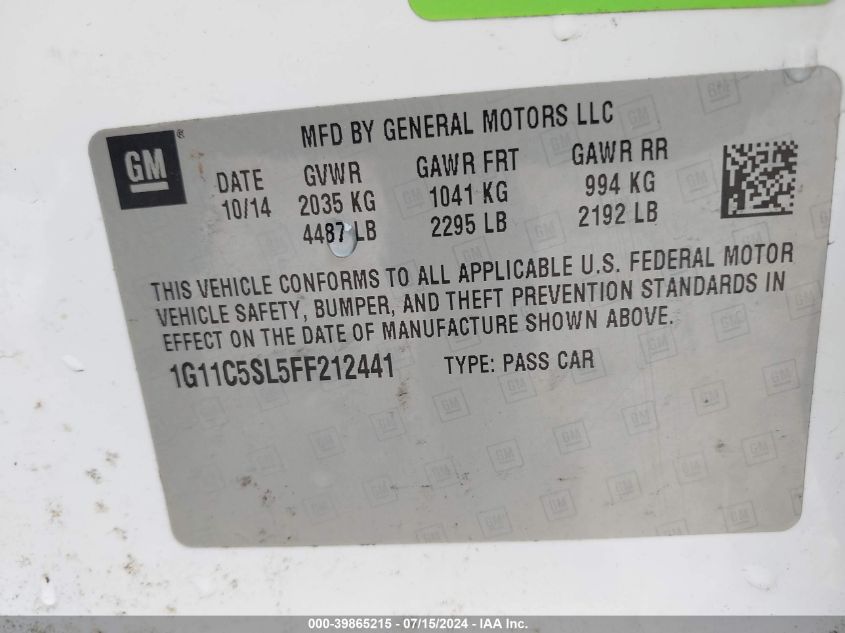 GM ®
MFD BY GENERAL MOTORS LLC
DATE GVWR GAWR FRT GAWR RR
10/14 2035 KG 1041 KG 994 KG
4487 LB 2295 LB 2192 LB
THIS VEHICLE CONFORMS TO ALL APPLICABLE U.S. FEDERAL MOTOR
VEHICLE SAFETY, BUMPER, AND THEFT PREVENTION STANDARDS IN
EFFECT ON THE DATE OF MANUFACTURE SHOWN ABOVE.
1G11C5SL5FF212441 TYPE: PASS CAR
000-39865215 - 07/15/2024 - IAA Inc.